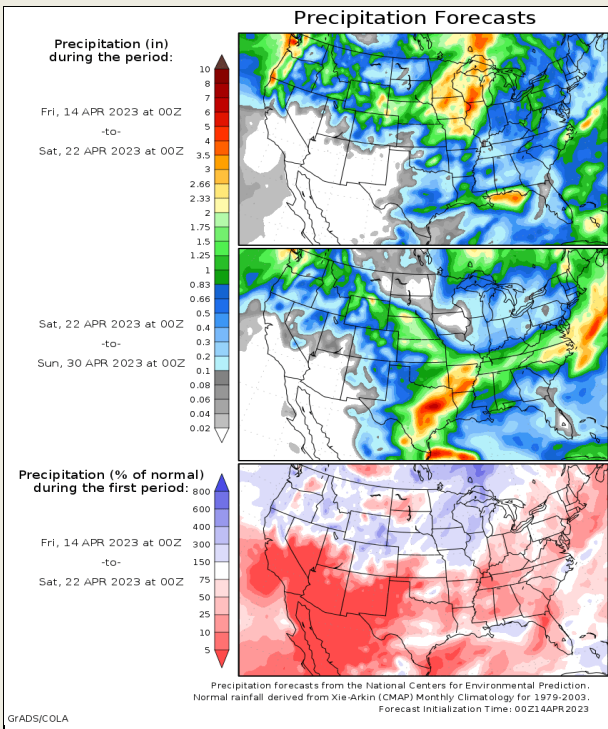 Precipitation Forecasts
Precipitation (in)
during the period:
Fri, 14 APR 2023 at 00Z
-to-
Sat, 22 APR 2023 at 00Z
10
8
7
6
5
4
3.5
3
2.66
2.33
2
1.75
1.5
1.25
1
0.83
0.66
0.5
0.4
0.3
0.2
0.1
0.08
0.06
0.04
0.02
Sat, 22 APR 2023 at 00Z
-to-
Sun, 30 APR 2023 at 00Z
Precipitation (% of normal)
during the first period:
Fri, 14 APR 2023 at 00Z
-to-
Sat, 22 APR 2023 at 00Z
800
600
400
300
150
75
50
25
10
5
Precipitation forecasts from the National Centers for Environmental Prediction.
Normal rainfall derived from Xie-Arkin (CMAP) Monthly Climatology for 1979-2003.
Forecast Initialization Time: 00Z14APR2023
GrADS/COLA